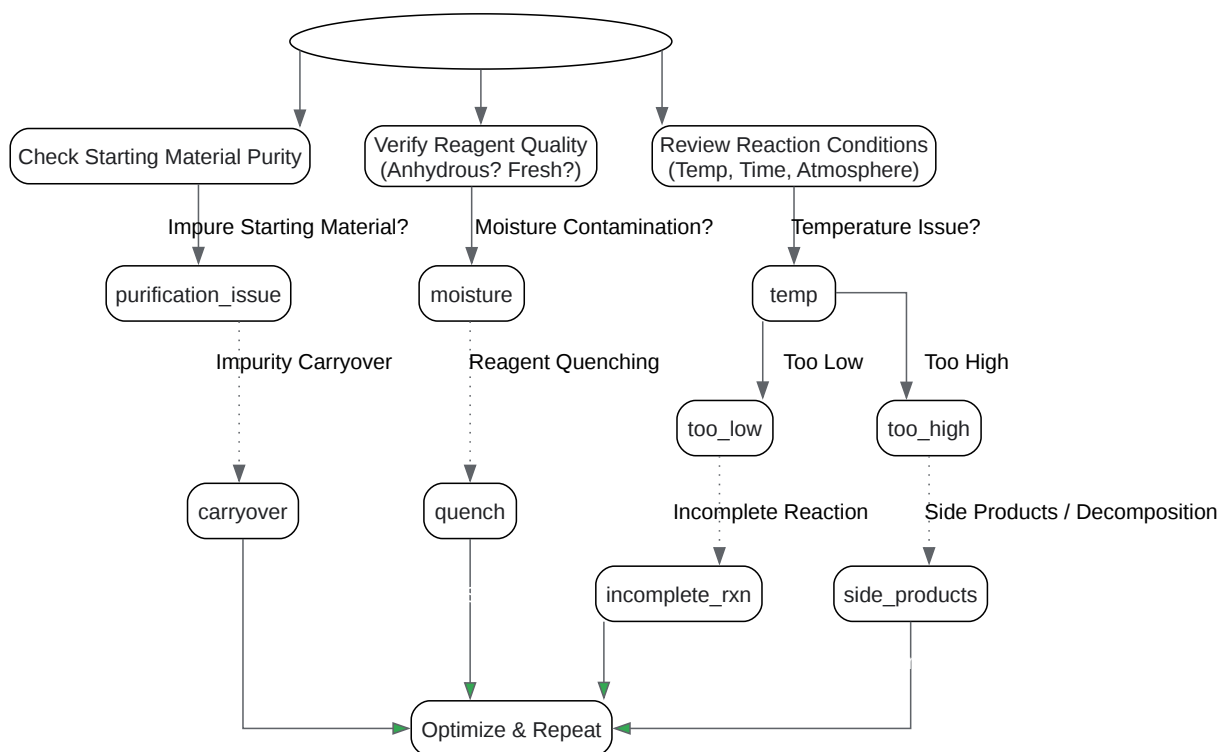 Check Starting Material Purity
Verify Reagent Quality
(Anhydrous? Fresh?)
Review Reaction Conditions
(Temp, Time, Atmosphere)
Impure Starting Material?
Moisture Contamination?
Temperature Issue?
purification_issue
moisture
temp
Impurity Carryover
Reagent Quenching
Too Low
Too High
too_low
too_high
carryover
quench
Incomplete Reaction
Side Products / Decomposition
incomplete_rxn
side_products
Optimize & Repeat